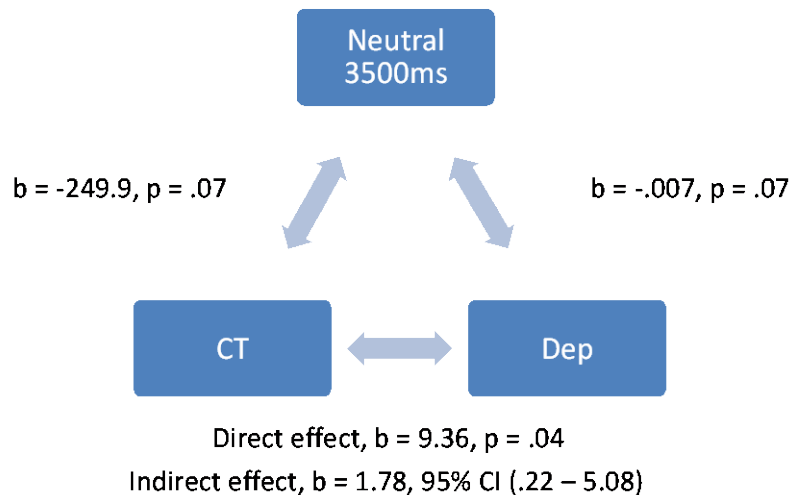 Neutral
3500ms
b = -249.9, p = .07
b = -.007, p = .07
CT
Dep
Direct effect, b = 9.36, p = .04
Indirect effect, b = 1.78, 95% CI (.22 – 5.08)